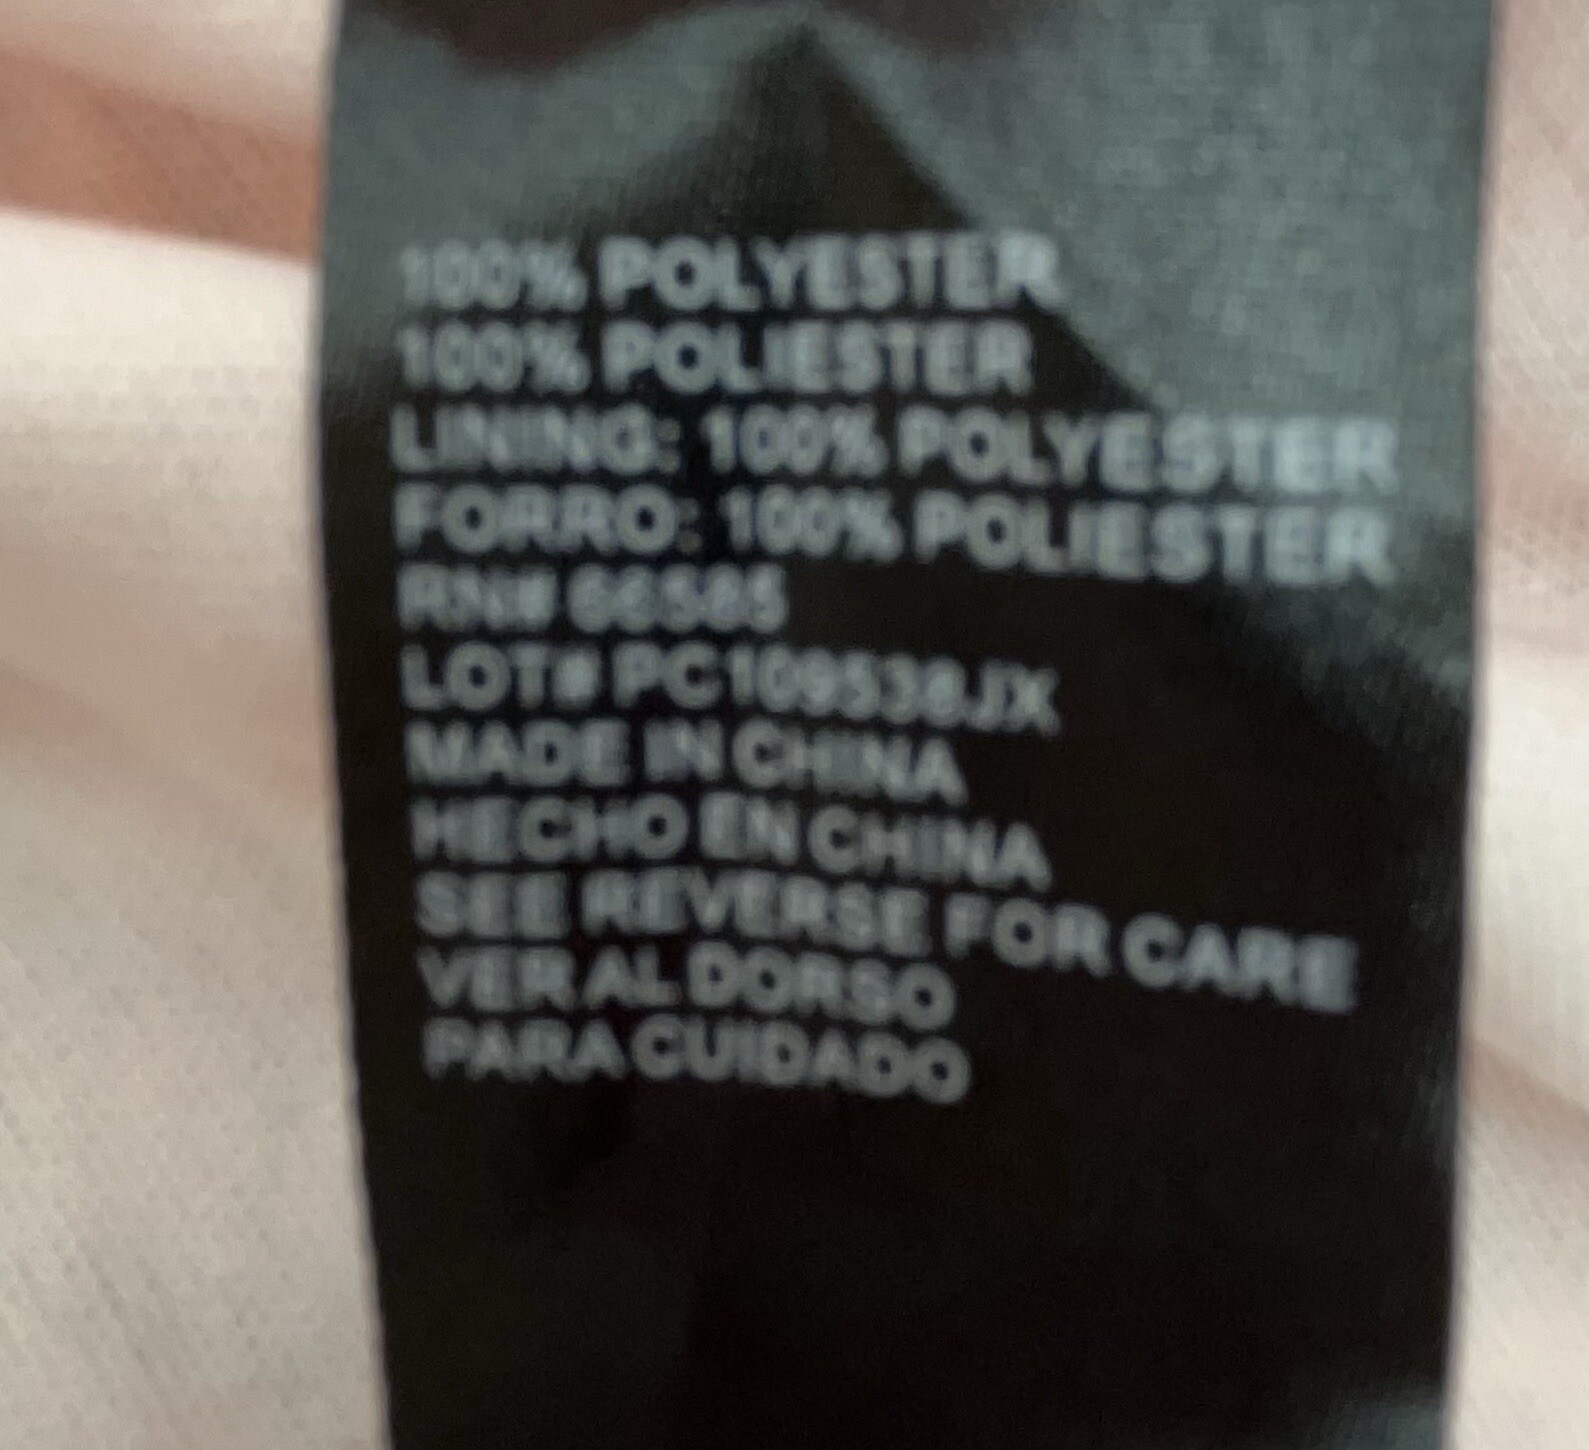 100% POLYESTER
100% POLIESTER
LINING: 100% POLYESTER
FORRO: 100% POLIESTER
RN#
LOT#
MADE IN CHINA
HECHO EN CHINA
SEE REVERSE FOR CARE
VER AL DORSO
PARA CUIDADO